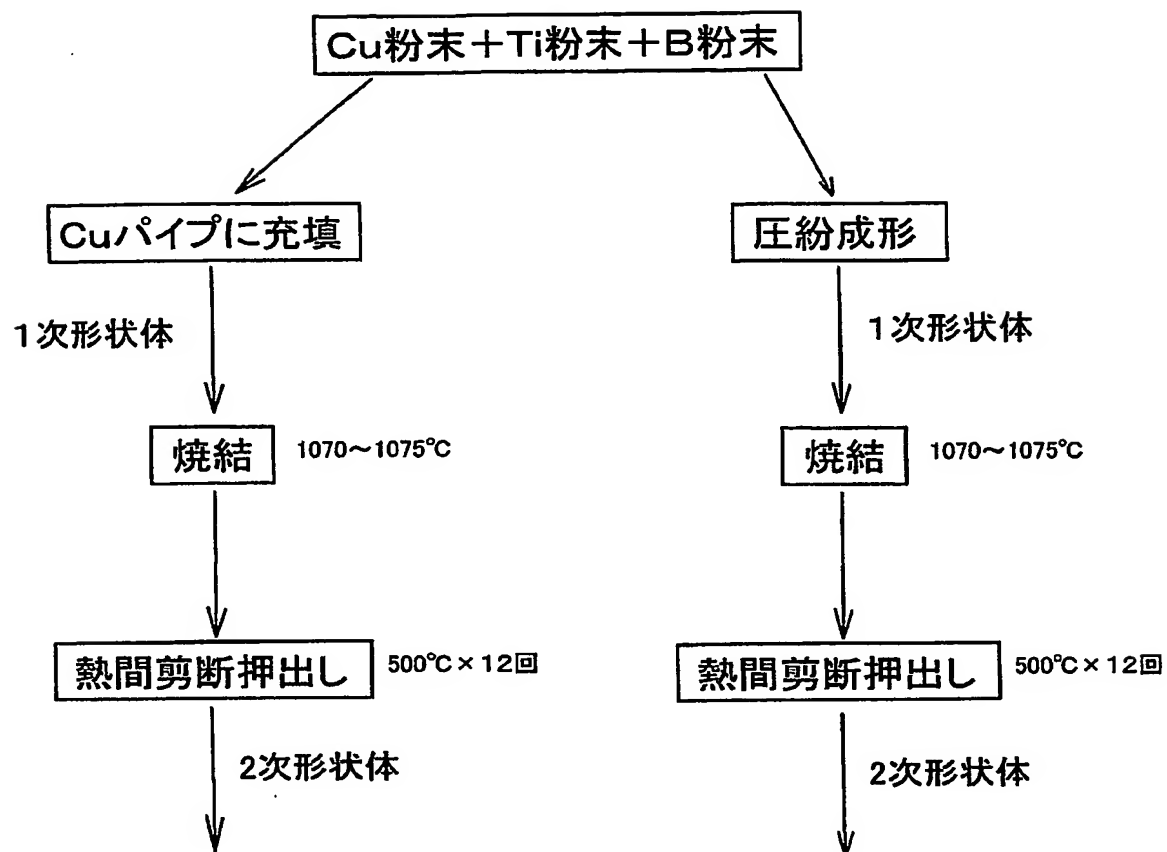 Cu粉末＋Ti粉末＋B粉末
Cuパイプに充填
圧紛成形
1次形状体
1次形状体
焼結
1070～1075℃
焼結
1070～1075℃
熱間剪断押出し
500℃×12回
熱間剪断押出し
500℃×12回
2次形状体
2次形状体